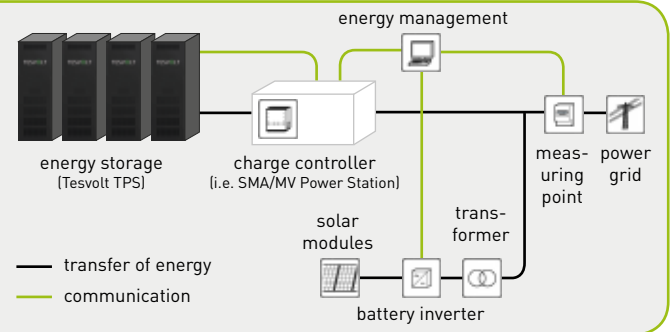 energy management
energy storage
(Tesvolt TPS)
charge controller
(i.e. SMA/MV Power Station)
meas-
uring
point
power
grid
solar
modules
trans-
former
battery inverter
transfer of energy
communication